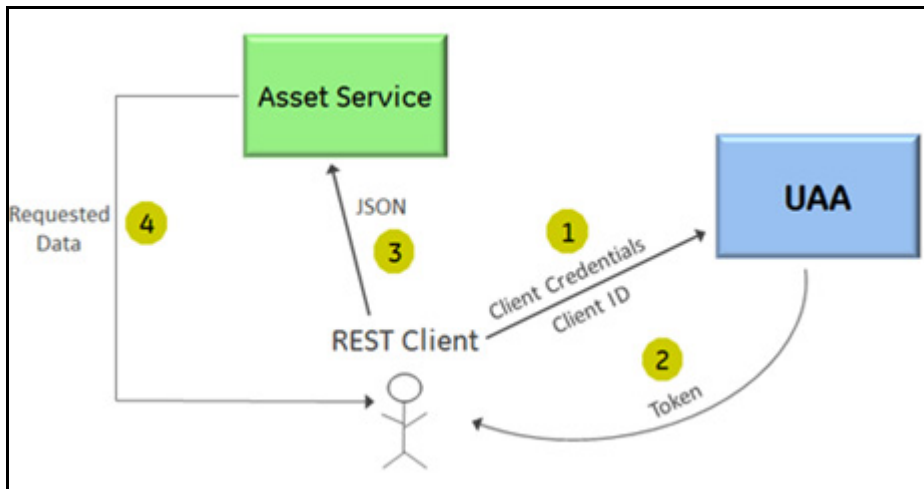 Asset Service
UAA
Requested
Data
4
JSON
3
1
Client Credentials
Client ID
REST Client
2
Token